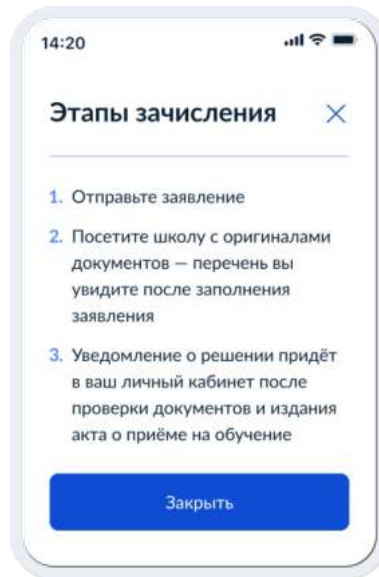 14:20
Этапы зачисления
1. Отправьте заявление
2. Посетите школу с оригиналами
документов — перечень вы
увидите после заполнения
заявления
3. Уведомление о решении придёт
в ваш личный кабинет после
проверки документов и издания
акта о приёме на обучение
Закрыть